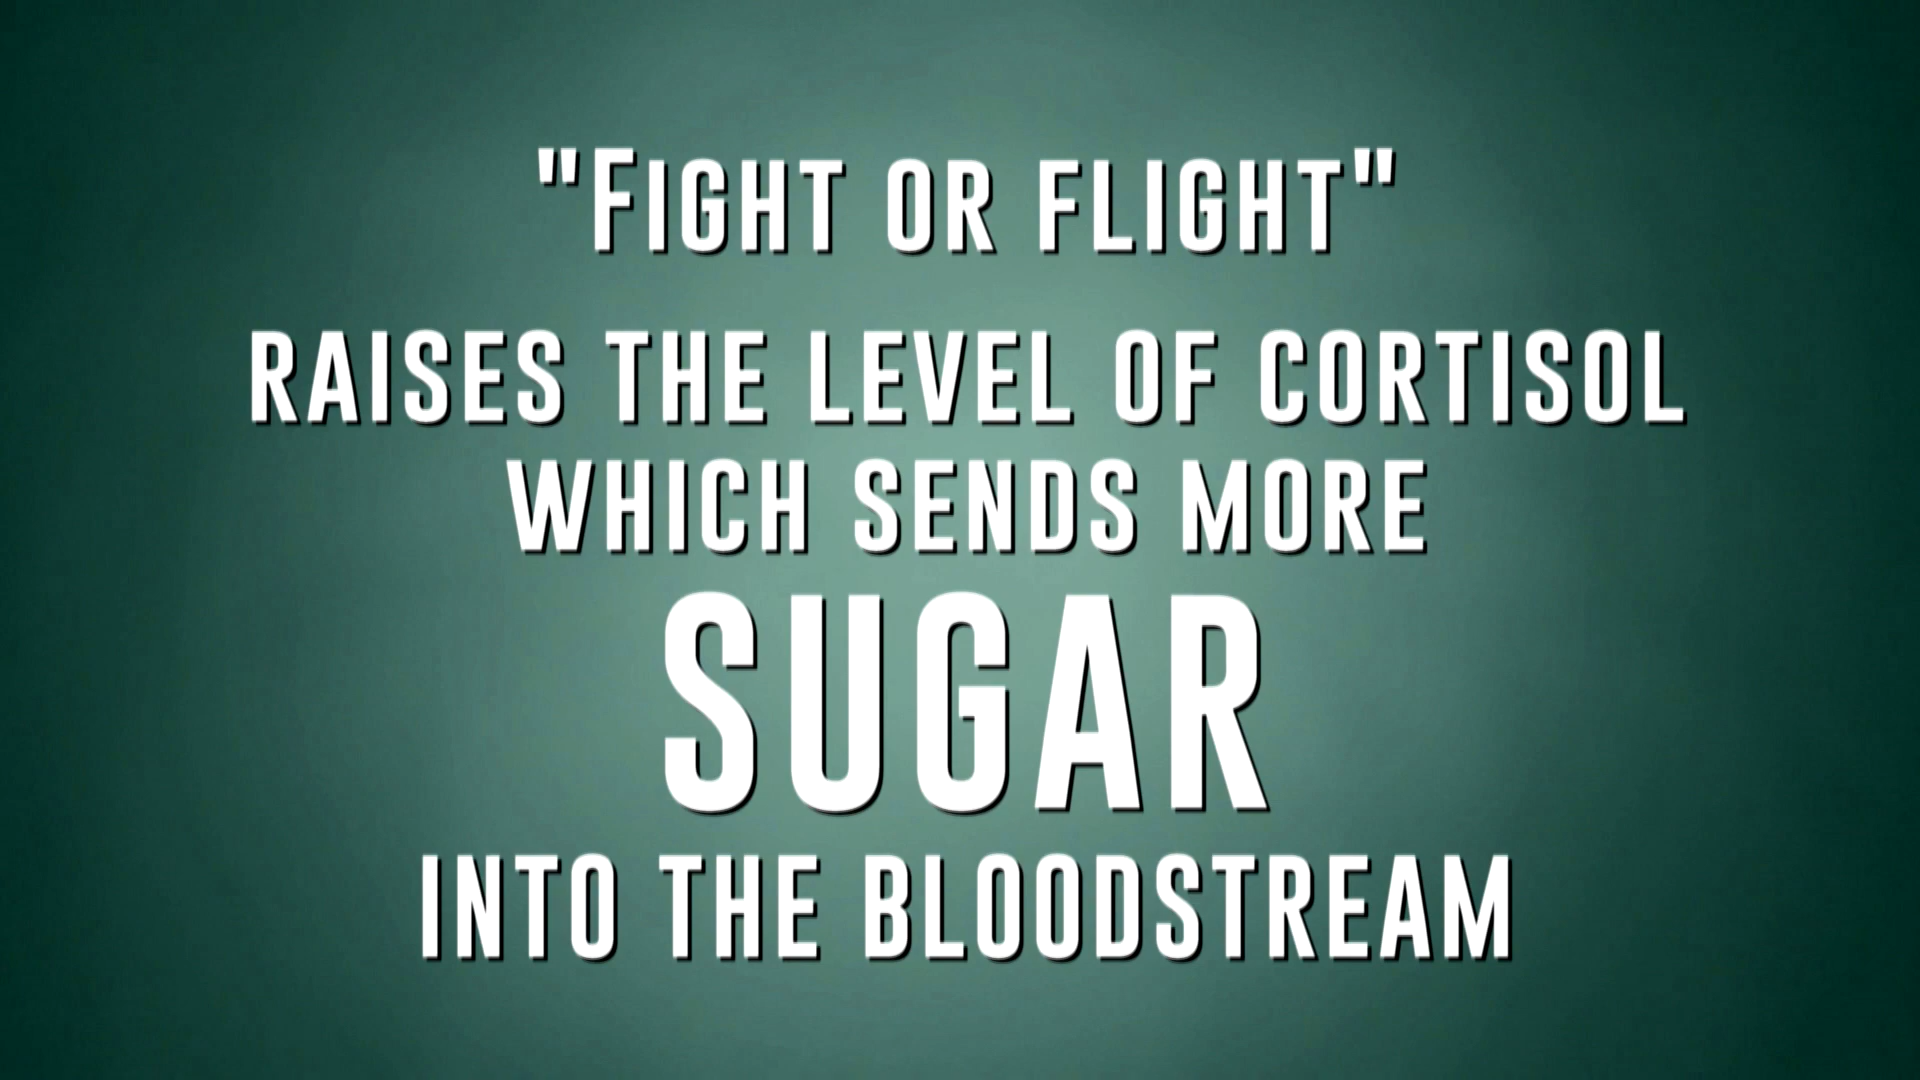 "Fight or flight"
raises the level of cortisol
which sends more
SUGAR
into the bloodstream